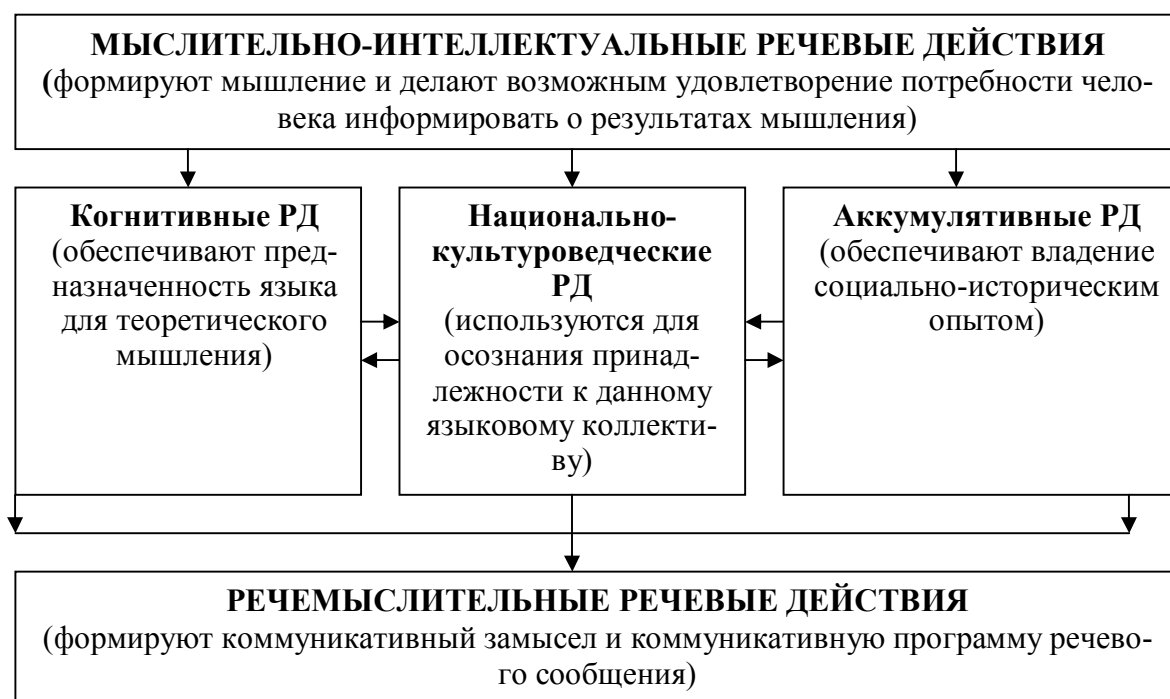 МЫСЛИТЕЛЬНО-ИНТЕЛЛЕКТУАЛЬНЫЕ РЕЧЕВЫЕ ДЕЙСТВИЯ
(формируют мышление и делают возможным удовлетворение потребности чело-
века информировать о результатах мышления)
Когнитивные РД
(обеспечивают пред-
назначенность языка
для теоретического
мышления)
Национально-
культуроведческие
РД
(используются для
осознания принад-
лежности к данному
языковому коллекти-
ву)
Аккумулятивные РД
(обеспечивают владение
социально-историческим
опытом)
РЕЧЕМЫСЛИТЕЛЬНЫЕ РЕЧЕВЫЕ ДЕЙСТВИЯ
(формируют коммуникативный замысел и коммуникативную программу речево-
го сообщения)